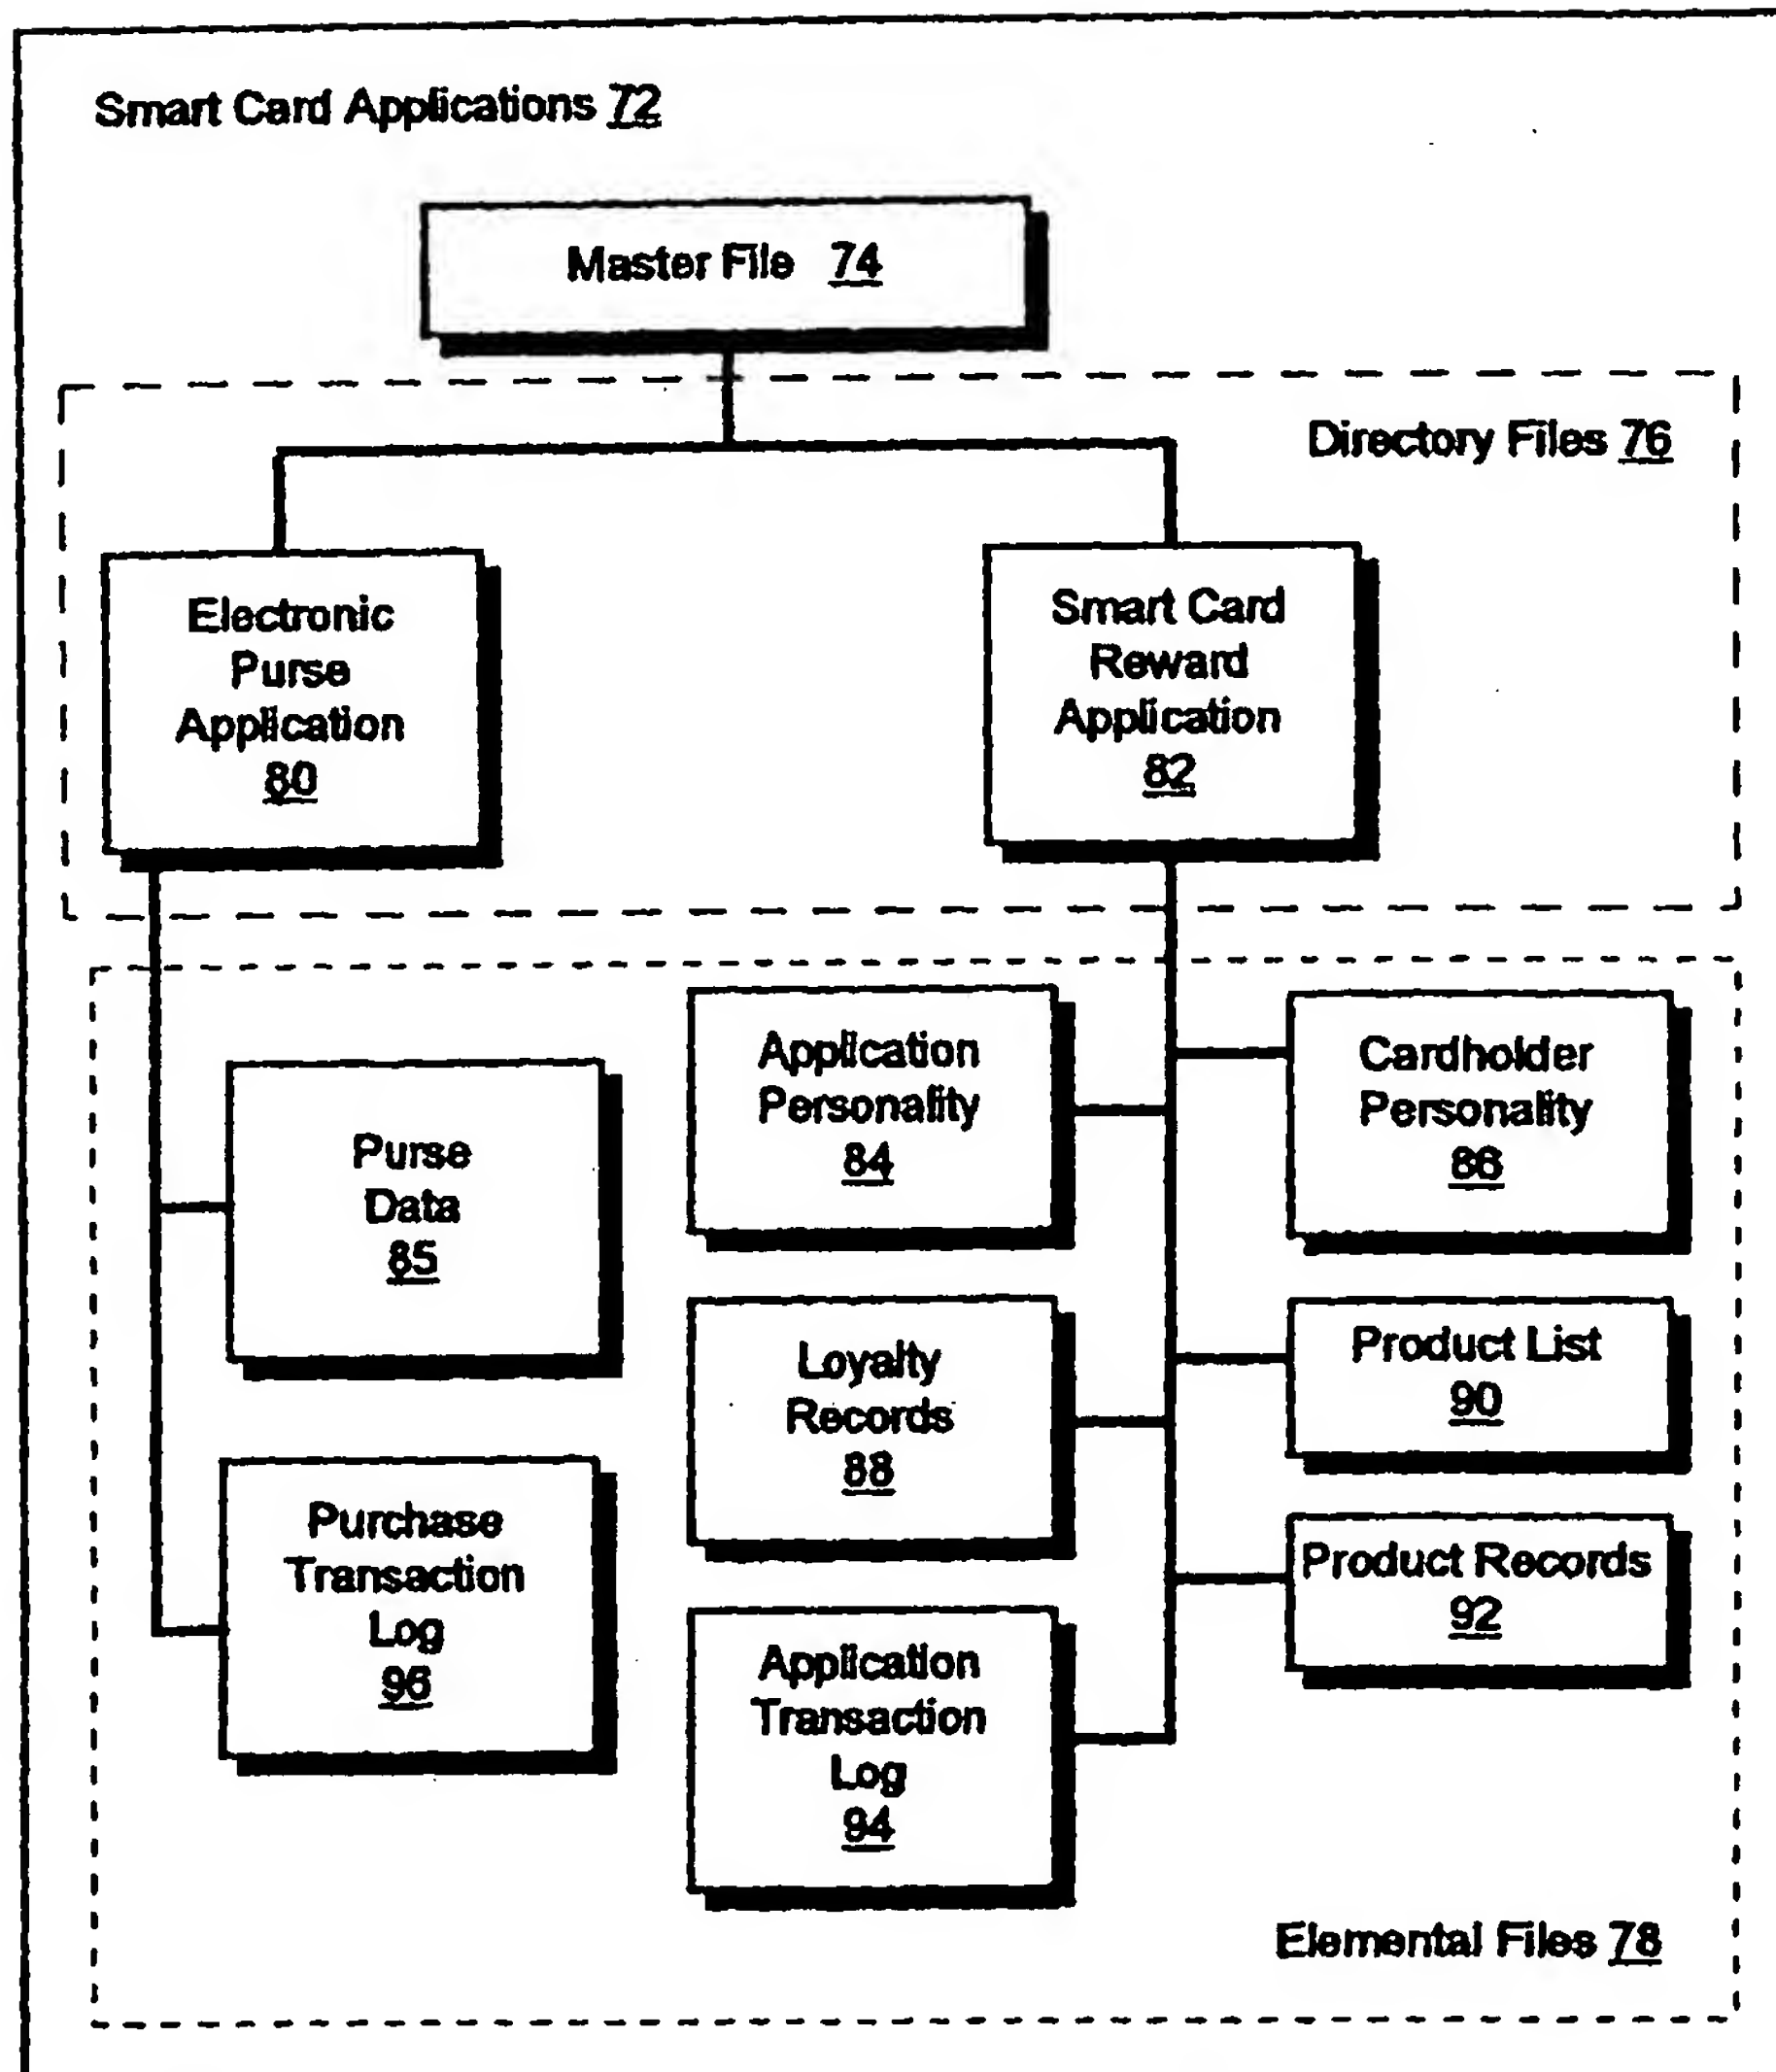 Smart Card Applications 72
Master File 74
Directory Files 76
Electronic
Purse
Application
80
Smart Card
Reward
Application
82
Application
Personality
84
Cardholder
Personality
86
Purse
Data
85
Loyalty
Records
88
Product List
90
Purchase
Transaction
Log
96
Product Records
92
Application
Transaction
Log
94
Elemental Files 78